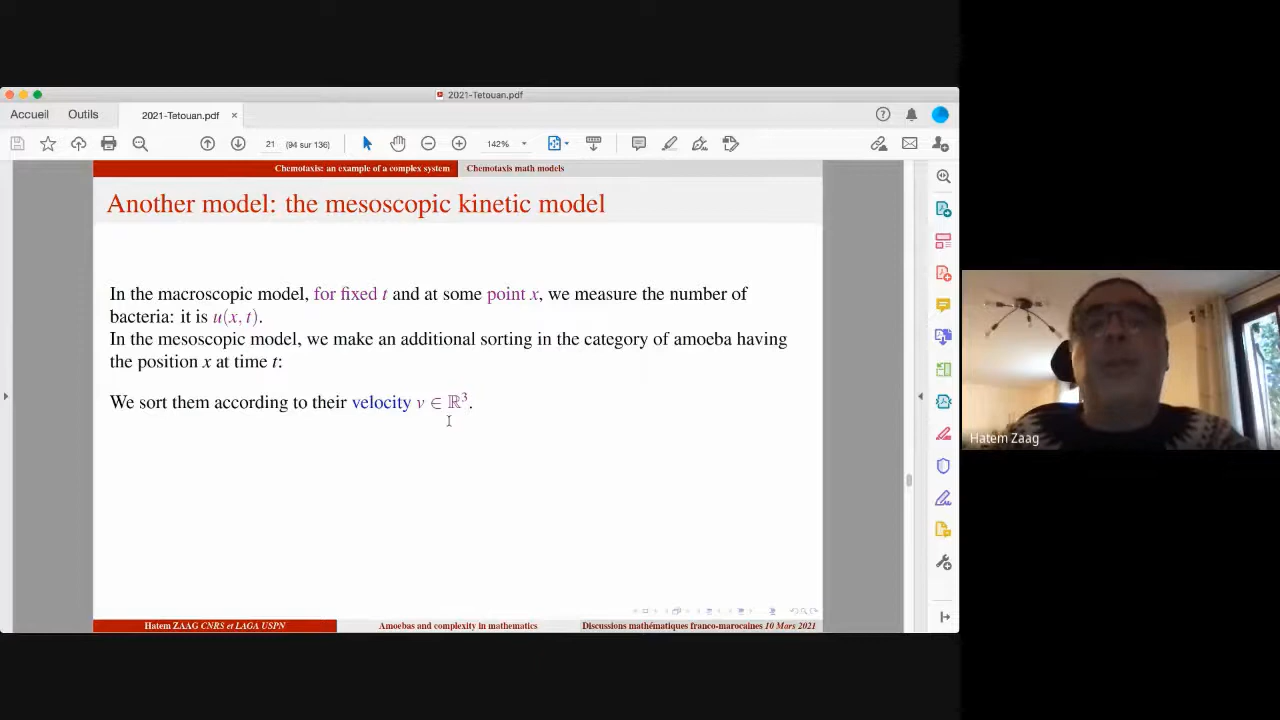 2021-Tetouan.pdf
Accueil
Outils
2021-Tetouan.pdf ×
21 (94 sur 136)
142%
Chemotaxis: an example of a complex system
Chemotaxis math models
Another model: the mesoscopic kinetic model
In the macroscopic model, for fixed t and at some point x, we measure the number of
bacteria: it is u(x, t).
In the mesoscopic model, we make an additional sorting in the category of amoeba having
the position x at time t:
We sort them according to their velocity v ∈ ℝ³.
Hatem Zaag
Hatem ZAAG CNRS et LAGA USPN
Amoebas and complexity in mathematics
Discussions mathématiques franco-marocaines 10 Mars 2021